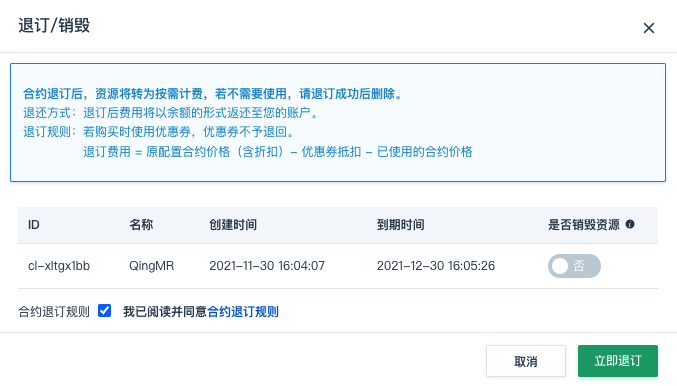 退订/销毁
合约退订后，资源将转为按需计费，若不需要使用，请退订成功后删除。
退还方式：退订后费用将以余额的形式返还至您的账户。
退订规则：若购买时使用优惠券，优惠券不予退回。
退订费用 = 原配置合约价格（含折扣）- 优惠券抵扣 - 已使用的合约价格
ID 名称 创建时间 到期时间 是否销毁资源
cl-xltgx1bb QingMR 2021-11-30 16:04:07 2021-12-30 16:05:26 否
合约退订规则 我已阅读并同意合约退订规则
取消 立即退订